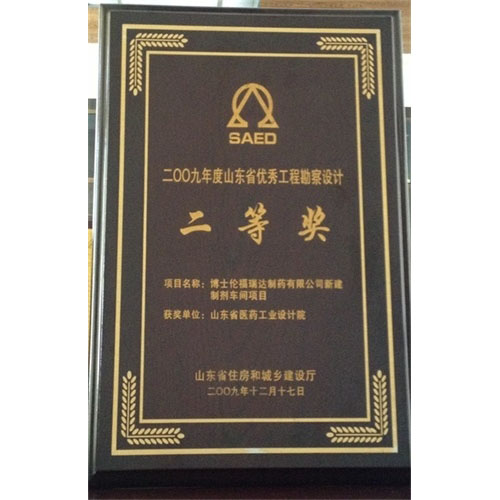 SAED
二〇〇九年度山东省优秀工程勘察设计
二等奖
项目名称：博士伦福瑞达制药有限公司新建
制剂车间项目
获奖单位：山东省医药工业设计院
山东省住房和城乡建设厅
二〇〇九年十二月十七日